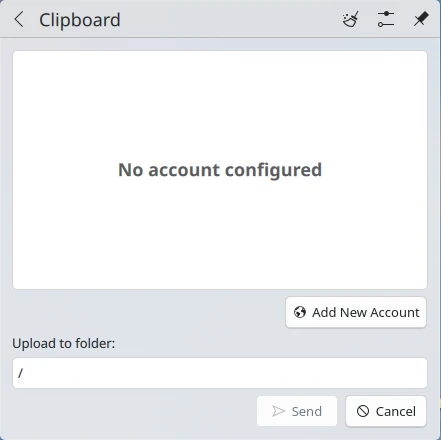 Clipboard
No account configured
Add New Account
Upload to folder:
/
Send
Cancel